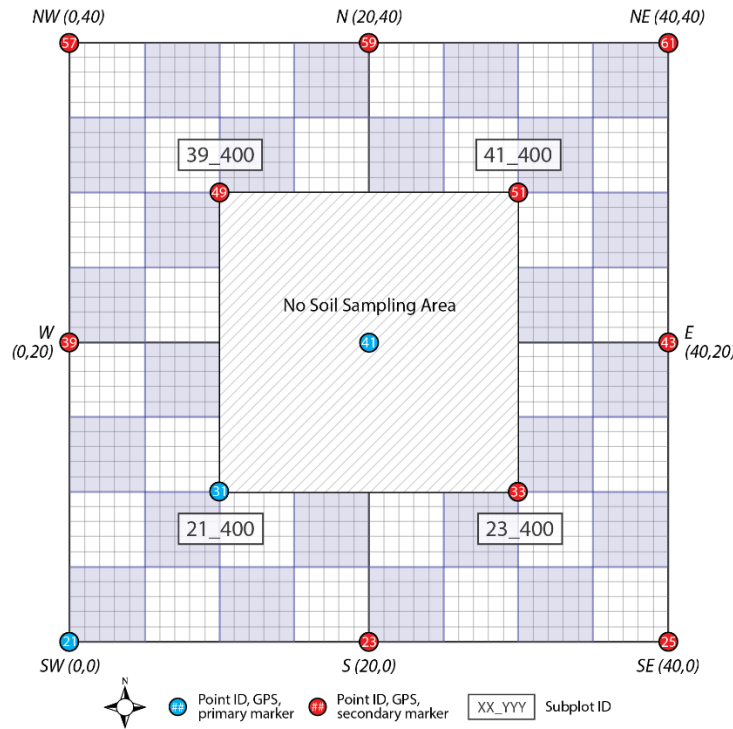 NW (0,40)
N (20,40)
NE (40,40)
57
59
61
39_400
41_400
49
51
No Soil Sampling Area
W
(0,20)
39
41
43
E
(40,20)
31
33
21_400
23_400
21
23
25
SW (0,0)
S (20,0)
SE (40,0)
N
##
Point ID, GPS,
primary marker
##
Point ID, GPS,
secondary marker
XX_YYY
Subplot ID